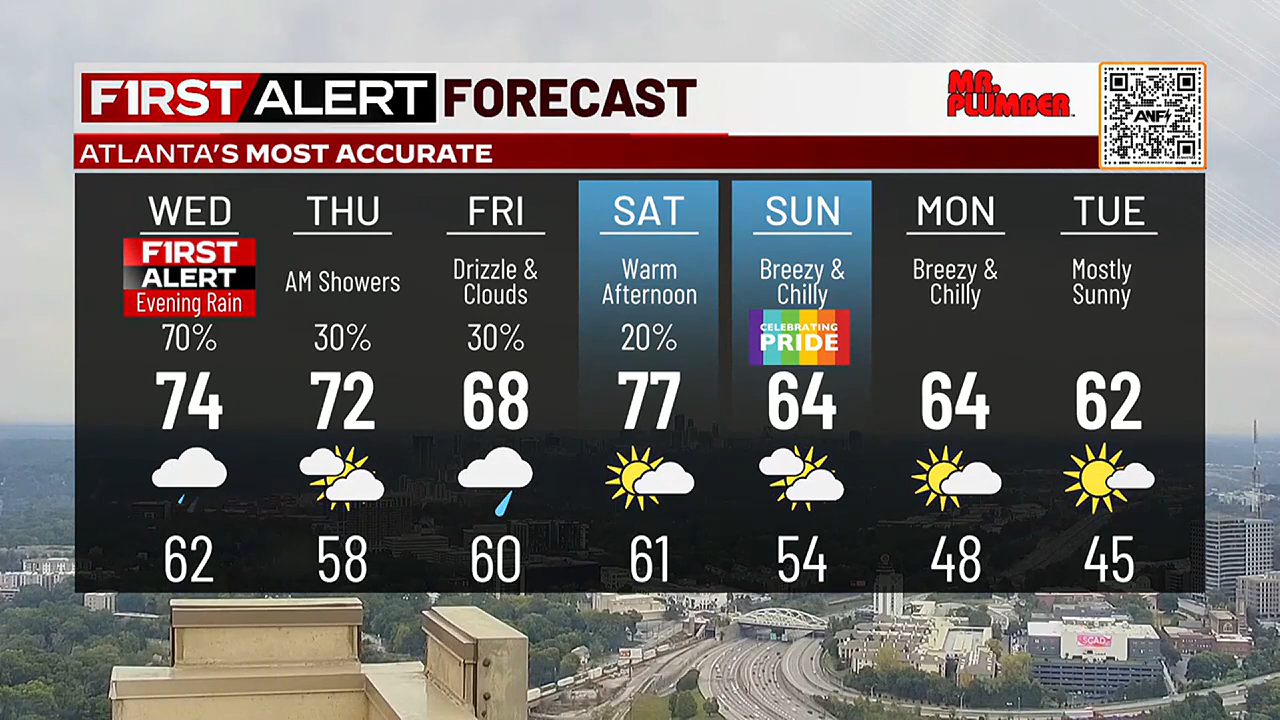 F1RST ALERT FORECAST
MR. PLUMBER
ANF
ATLANTA'S MOST ACCURATE
WED THU FRI SAT SUN MON TUE
F1RST ALERT Evening Rain
AM Showers
Drizzle & Clouds
Warm Afternoon
Breezy & Chilly
Breezy & Chilly
Mostly Sunny
CELEBRATING PRIDE
70% 30% 30% 20%
74 72 68 77 64 64 62
62 58 60 61 54 48 45
SCAD